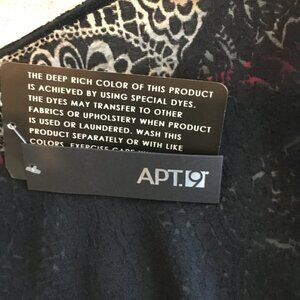 THE DEEP RICH COLOR OF THIS PRODUCT
IS ACHIEVED BY USING SPECIAL DYES.
THE DYES MAY TRANSFER TO OTHER
FABRICS OR UPHOLSTERY WHEN PRODUCT
IS USED OR LAUNDERED. WASH THIS
PRODUCT SEPARATELY OR WITH LIKE
COLORS. EXERCISE CARE
APT.9